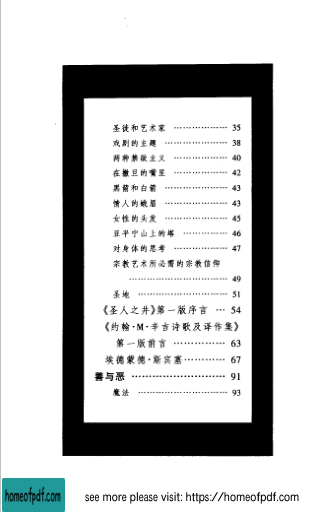 圣徒和艺术家 ………………… 35
戏剧的主题 ………………… 38
两种禁欲主义 ………………… 40
在撒旦的嘴里 ………………… 42
黑箭和白箭 ………………… 43
情人的蛾眉 ………………… 43
女性的头发 ………………… 45
亚平宁山上的塔 ………………… 46
对身体的思考 ………………… 47
宗教艺术所必需的宗教信仰
………………… 49
圣地 ………………… 51
《圣人之井》第一版序言 … 54
《约翰·M·辛吉诗歌及译作集》
第一版前言 …………… 63
埃德蒙德·斯宾塞………… 67
善与恶 ……………………… 91
魔法 ………………………… 93
homeofpdf.com
see more please visit: https://homeofpdf.com